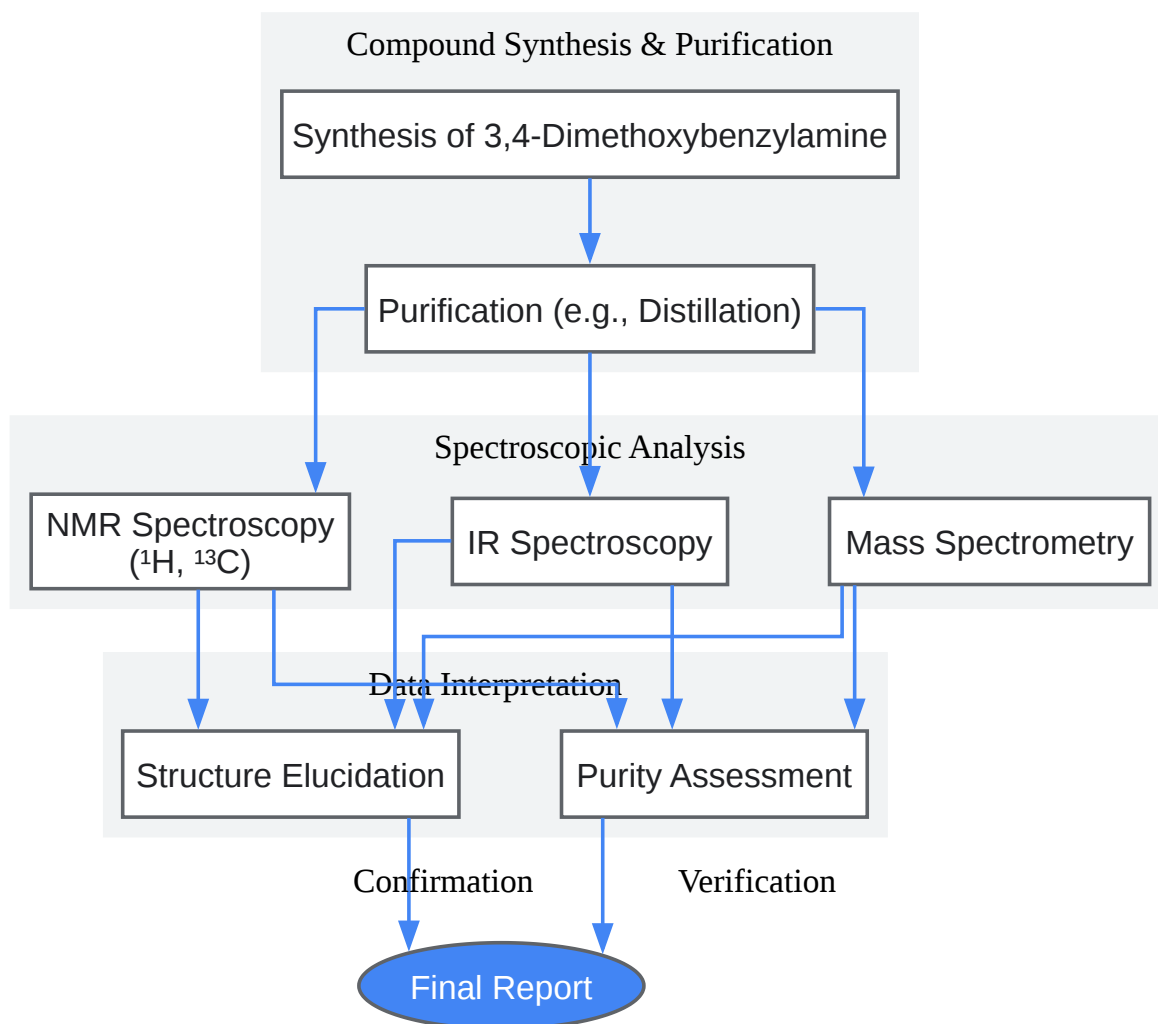 Compound Synthesis & Purification
Synthesis of 3,4-Dimethoxybenzylamine
Purification (e.g., Distillation)
Spectroscopic Analysis
NMR Spectroscopy
(¹H, ¹³C)
IR Spectroscopy
Mass Spectrometry
Data Interpretation
Structure Elucidation
Purity Assessment
Confirmation
Verification
Final Report